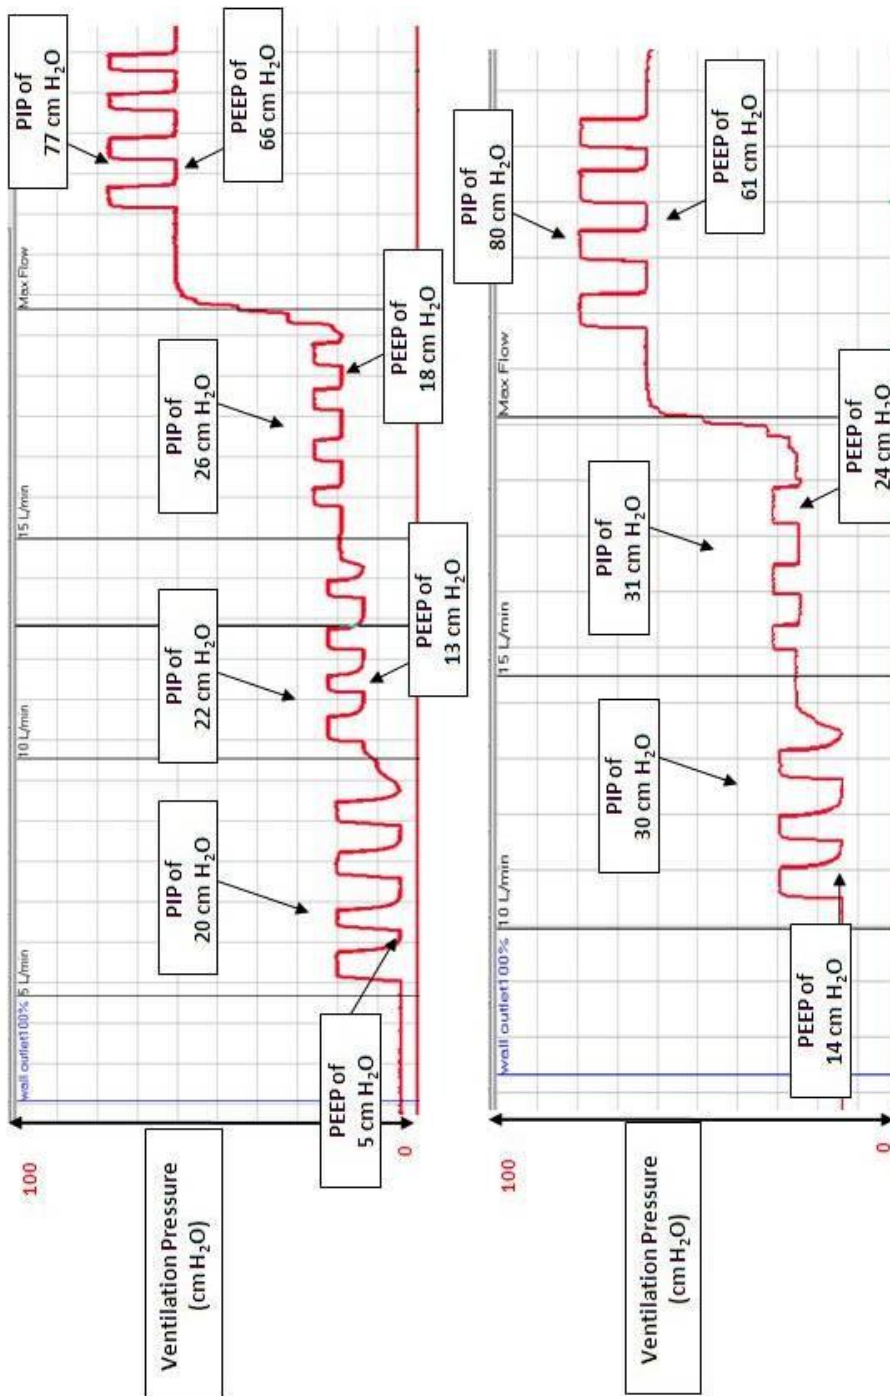 Ventilation Pressure
(cm H₂O)
100
0
wall outlet100%
5 L/min
10 L/min
15 L/min
Max Flow
PEEP of
5 cm H₂O
PIP of
20 cm H₂O
PIP of
22 cm H₂O
PEEP of
13 cm H₂O
PIP of
26 cm H₂O
PEEP of
18 cm H₂O
PIP of
77 cm H₂O
PEEP of
66 cm H₂O
Ventilation Pressure
(cm H₂O)
100
0
wall outlet100%
10 L/min
15 L/min
Max Flow
PEEP of
14 cm H₂O
PIP of
30 cm H₂O
PIP of
31 cm H₂O
PEEP of
24 cm H₂O
PIP of
80 cm H₂O
PEEP of
61 cm H₂O